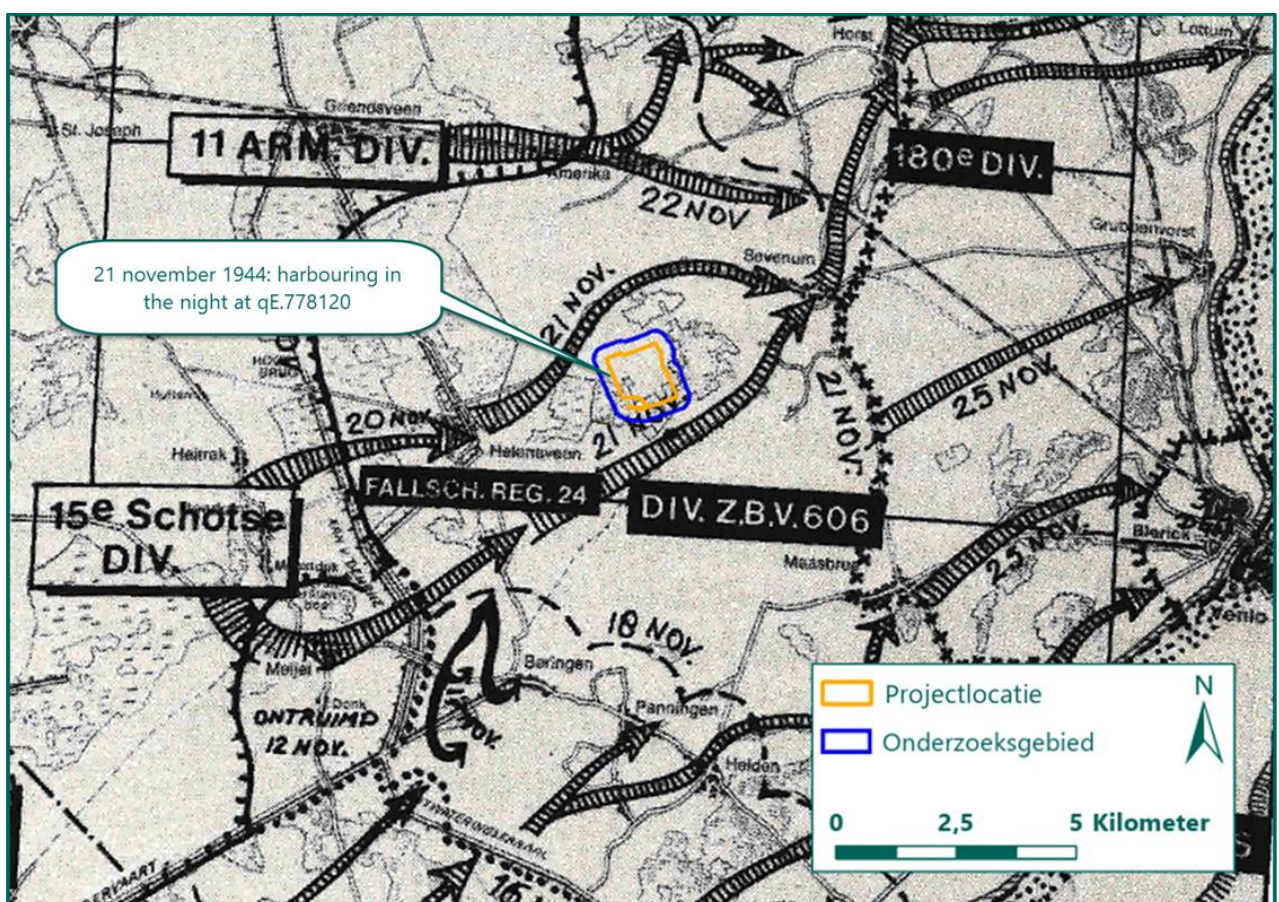 Horst
Lottum
Griendsveen
St. Joseph
11 ARM. DIV.
180e DIV.
Amerika
22 NOV
Grubbenvorst
Sevenum
21 november 1944: harbouring in
the night at qE.778120
21 NOV.
20 NOV.
21 NOV.
21 NOV.
25 NOV.
Heitrak
Helenaveen
FALLSCH. REG. 24
DIV. Z.B.V. 606
15e Schotse
DIV.
25 NOV.
Blerick
Maasbree
Venlo
18 NOV.
Meijel
Beringen
Donk
Panningen
ONTRUIMD
12 NOV.
NOV.
Helden
Projectlocatie
Onderzoeksgebied
N
0 2,5 5 Kilometer
16